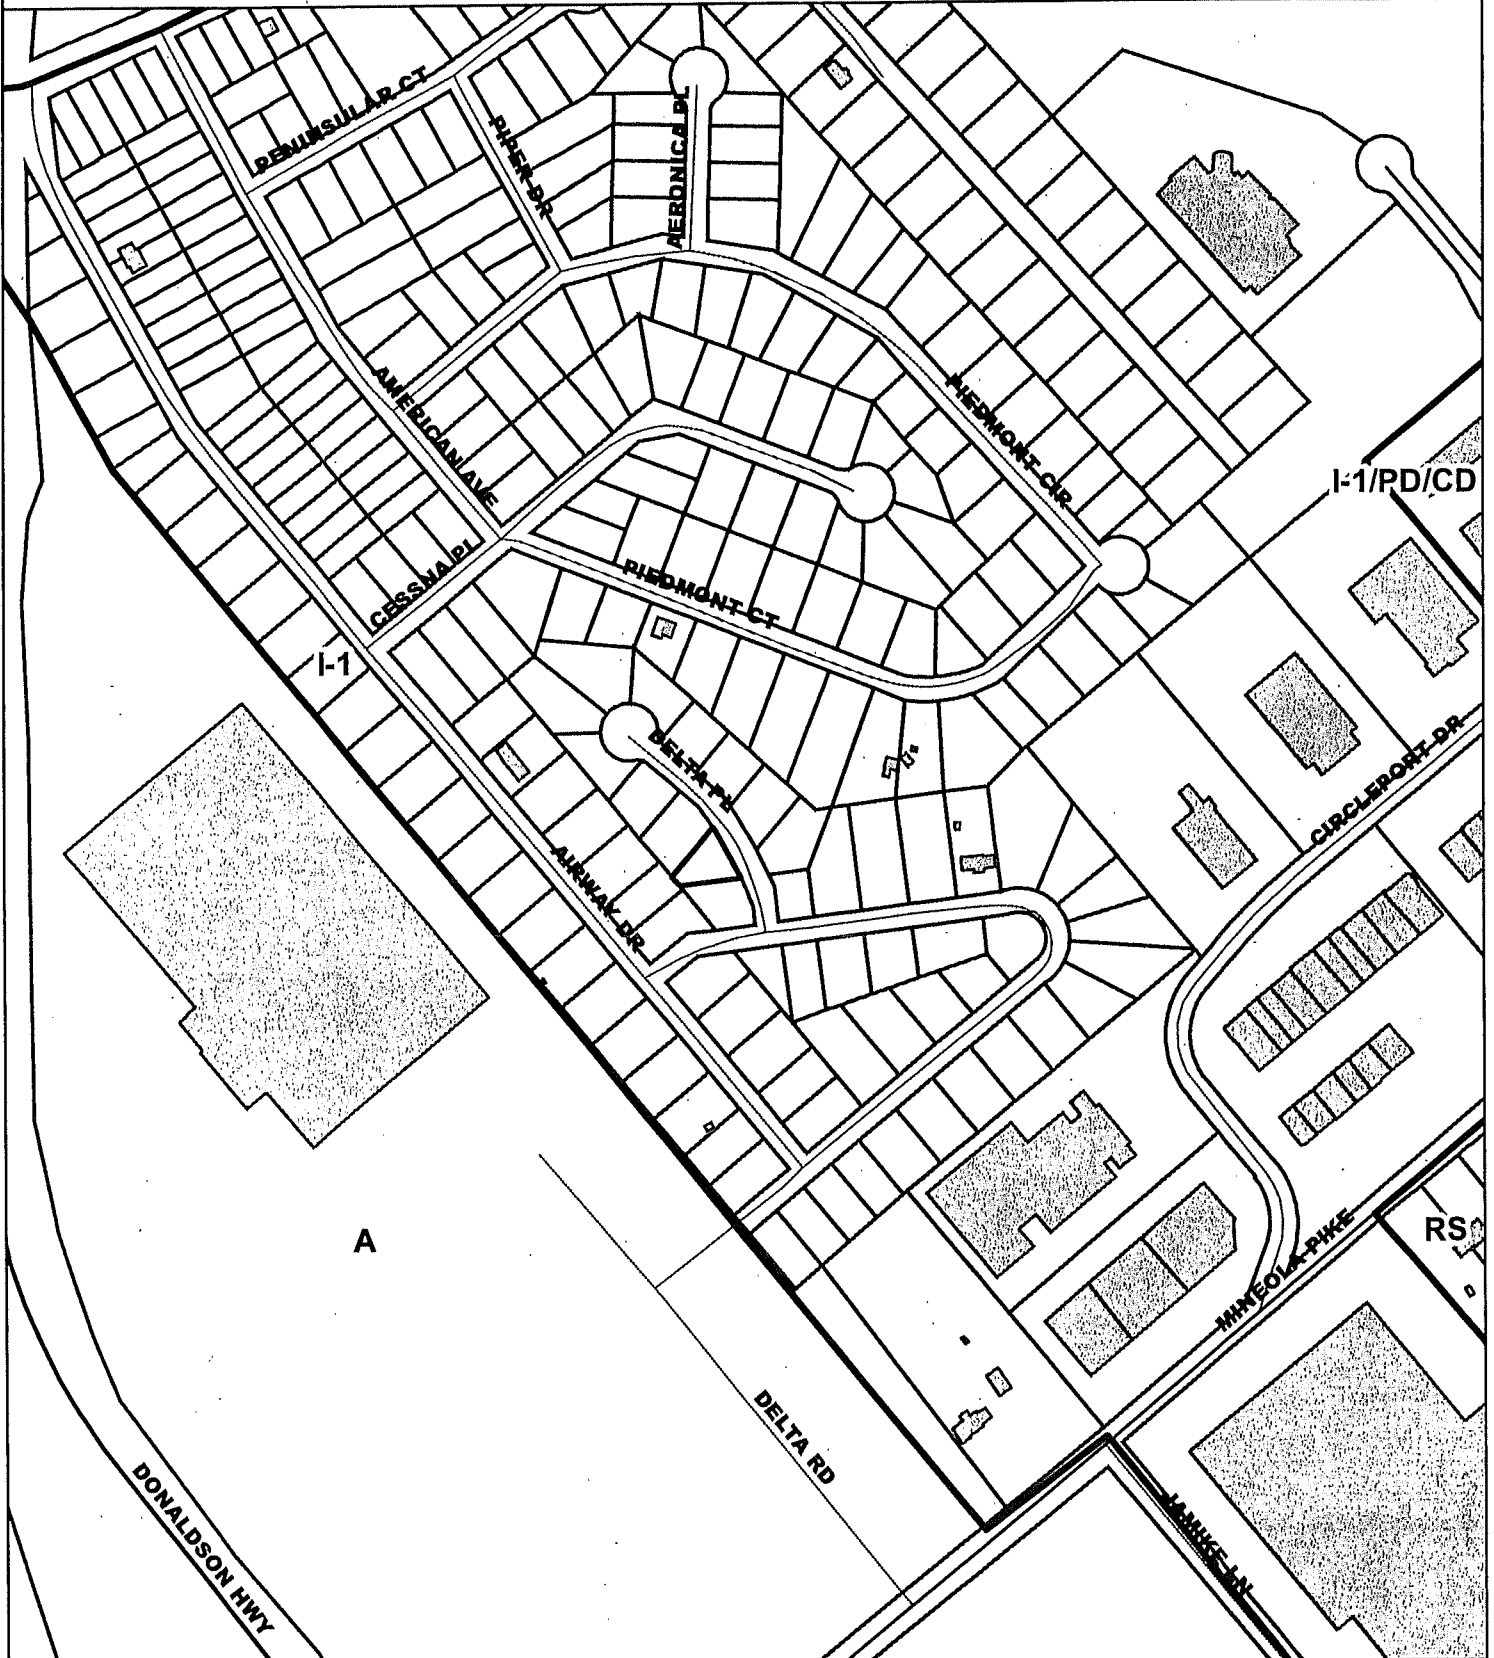 PENINSULAR CT
PIPER DR
AERONICA PL
AMERICAN AVE
PIEDMONT CIR
I-1/PD/CD
CESSNA PL
PIEDMONT CT
I-1
DELTA PL
CIRCLEPORT DR
AIRWAY DR
A
RS
MINEOLA PIKE
DELTA RD
DONALDSON HWY
JAMIKE LN